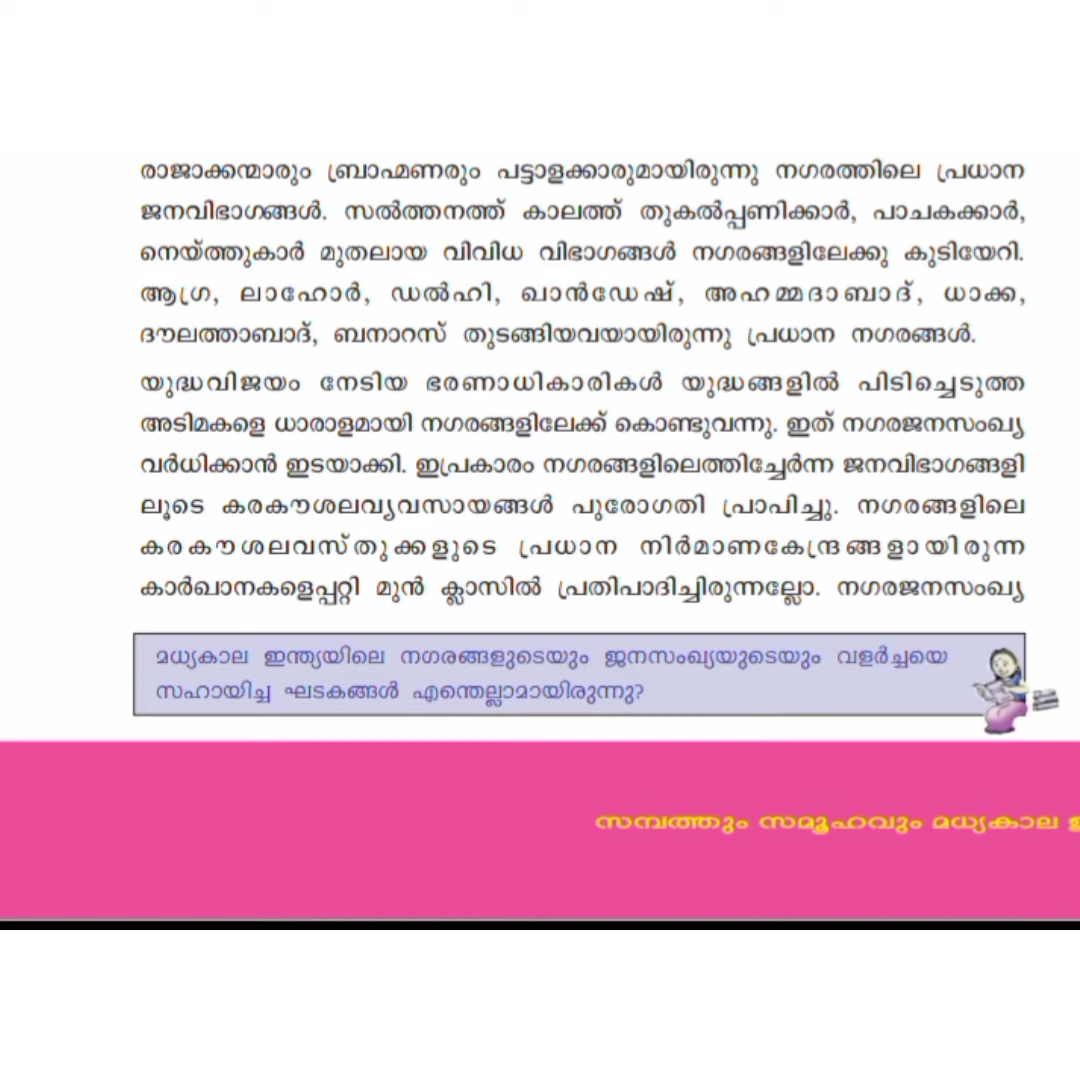 രാജാക്കന്മാരും ബ്രാഹ്മണരും പട്ടാളക്കാരുമായിരുന്നു നഗരത്തിലെ പ്രധാന
ജനവിഭാഗങ്ങൾ. സൽത്തനത്ത് കാലത്ത് തുകൽപ്പണിക്കാർ, പാചകക്കാർ,
നെയ്ത്തുകാർ മുതലായ വിവിധ വിഭാഗങ്ങൾ നഗരങ്ങളിലേക്കു കുടിയേറി.
ആഗ്ര, ലാഹോർ, ഡൽഹി, ഖാൻഡേഷ്, അഹമ്മദാബാദ്, ധാക്ക,
ദൗലത്താബാദ്, ബനാറസ് തുടങ്ങിയവയായിരുന്നു പ്രധാന നഗരങ്ങൾ.
യുദ്ധവിജയം നേടിയ ഭരണാധികാരികൾ യുദ്ധങ്ങളിൽ പിടിച്ചെടുത്ത
അടിമകളെ ധാരാളമായി നഗരങ്ങളിലേക്ക് കൊണ്ടുവന്നു. ഇത് നഗരജനസംഖ്യ
വർധിക്കാൻ ഇടയാക്കി. ഇപ്രകാരം നഗരങ്ങളിലെത്തിച്ചേർന്ന ജനവിഭാഗങ്ങളി
ലൂടെ കരകൗശലവ്യവസായങ്ങൾ പുരോഗതി പ്രാപിച്ചു. നഗരങ്ങളിലെ
കരകൗശലവസ്തുക്കളുടെ പ്രധാന നിർമാണകേന്ദ്രങ്ങളായിരുന്ന
കാർഖാനകളെപ്പറ്റി മുൻ ക്ലാസിൽ പ്രതിപാദിച്ചിരുന്നല്ലോ. നഗരജനസംഖ്യ
മധ്യകാല ഇന്ത്യയിലെ നഗരങ്ങളുടെയും ജനസംഖ്യയുടെയും വളർച്ചയെ
സഹായിച്ച ഘടകങ്ങൾ എന്തെല്ലാമായിരുന്നു?
സമ്പത്തും സമൂഹവും മധ്യകാല